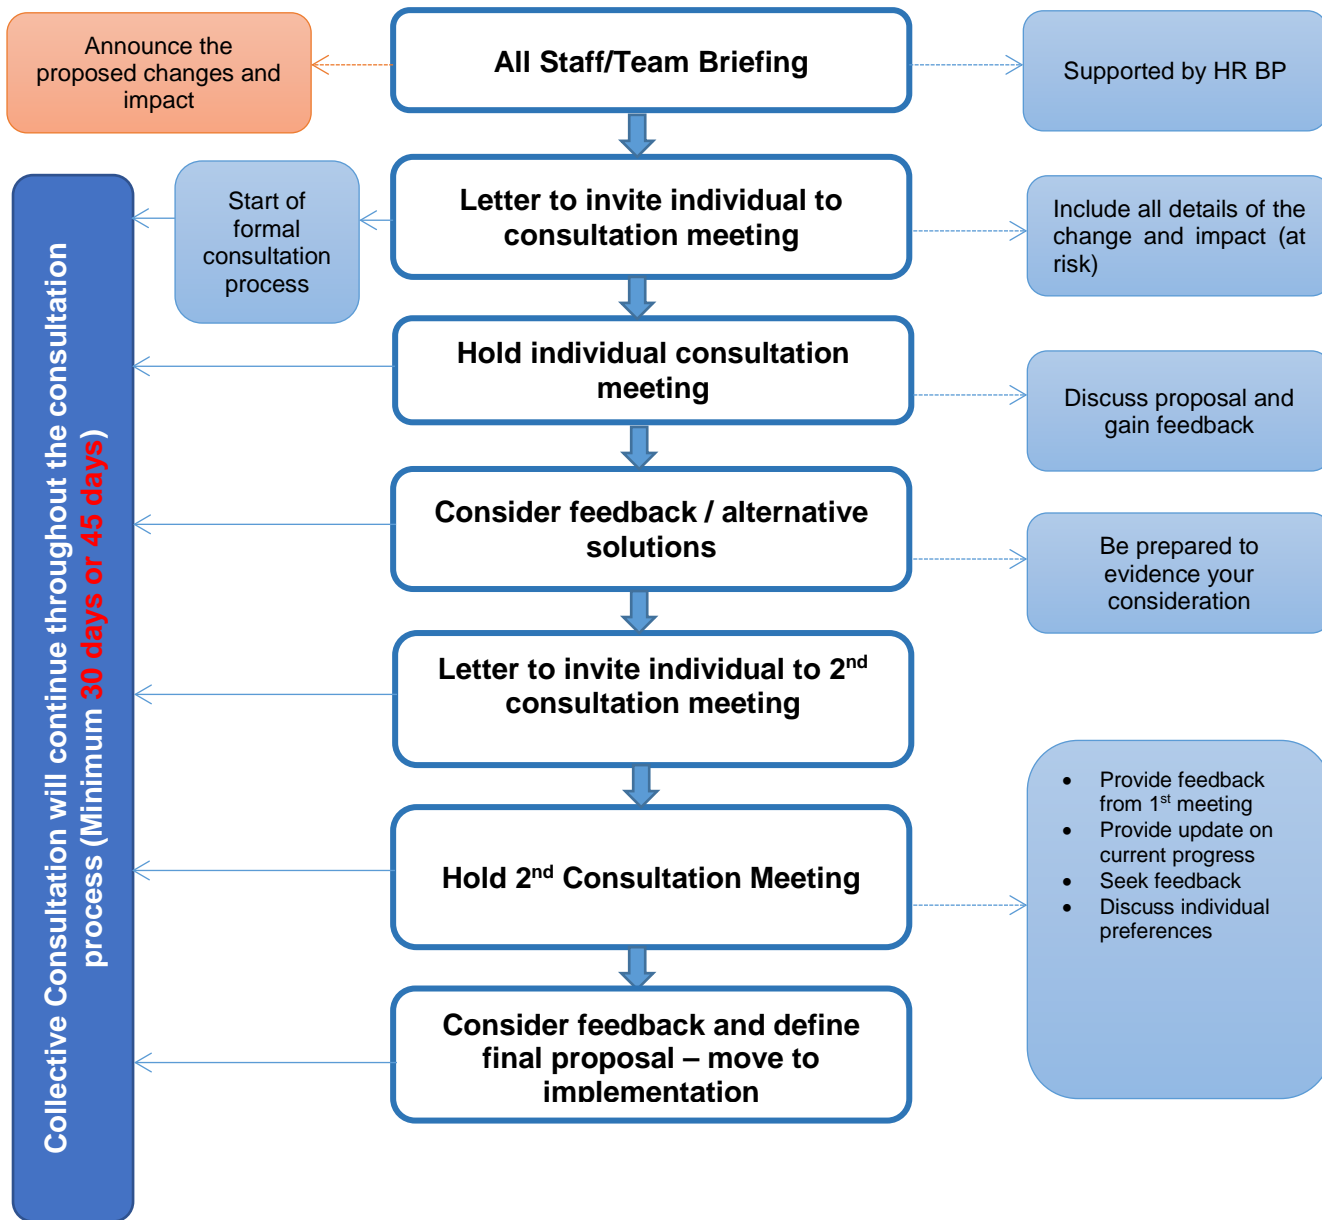 Announce the
proposed changes and
impact
All Staff/Team Briefing
Supported by HR BP
Start of
formal
consultation
process
Letter to invite individual to
consultation meeting
Include all details of the
change and impact (at
risk)
Hold individual consultation
meeting
Discuss proposal and
gain feedback
Consider feedback / alternative
solutions
Be prepared to
evidence your
consideration
Letter to invite individual to 2nd
consultation meeting
Hold 2nd Consultation Meeting
• Provide feedback
from 1st meeting
• Provide update on
current progress
• Seek feedback
• Discuss individual
preferences
Consider feedback and define
final proposal – move to
implementation
Collective Consultation will continue throughout the consultation
process (Minimum 30 days or 45 days)